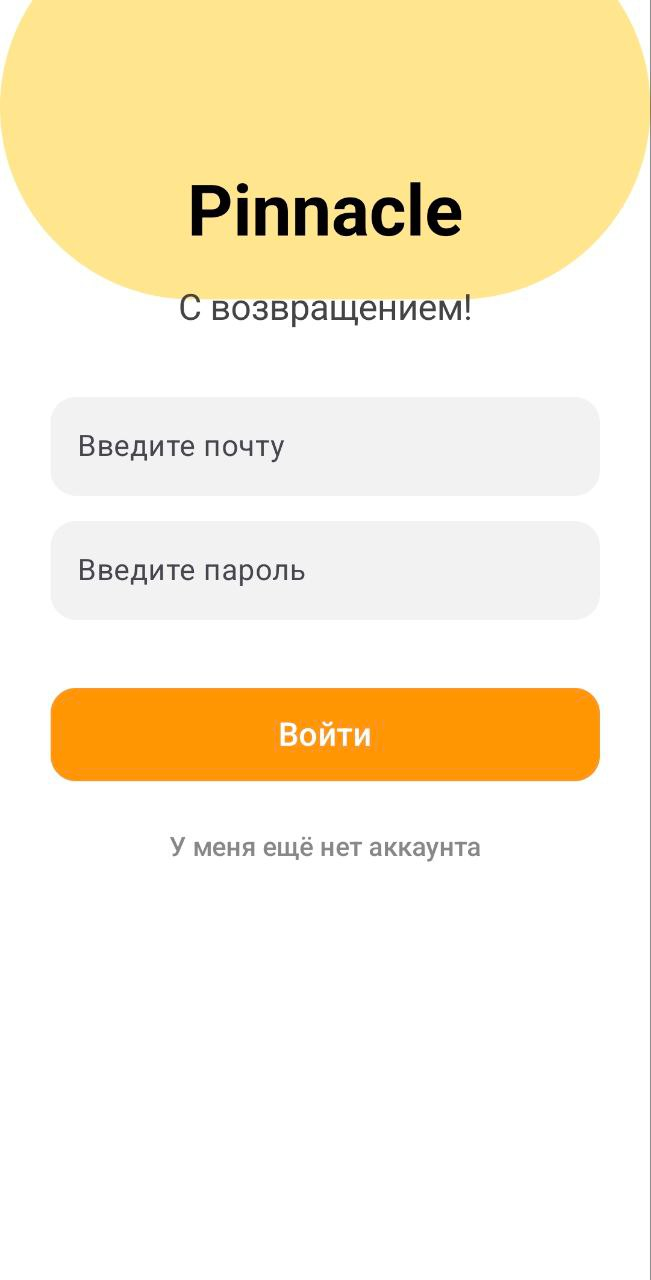 Pinnacle
С возвращением!
Введите почту
Введите пароль
Войти
У меня ещё нет аккаунта